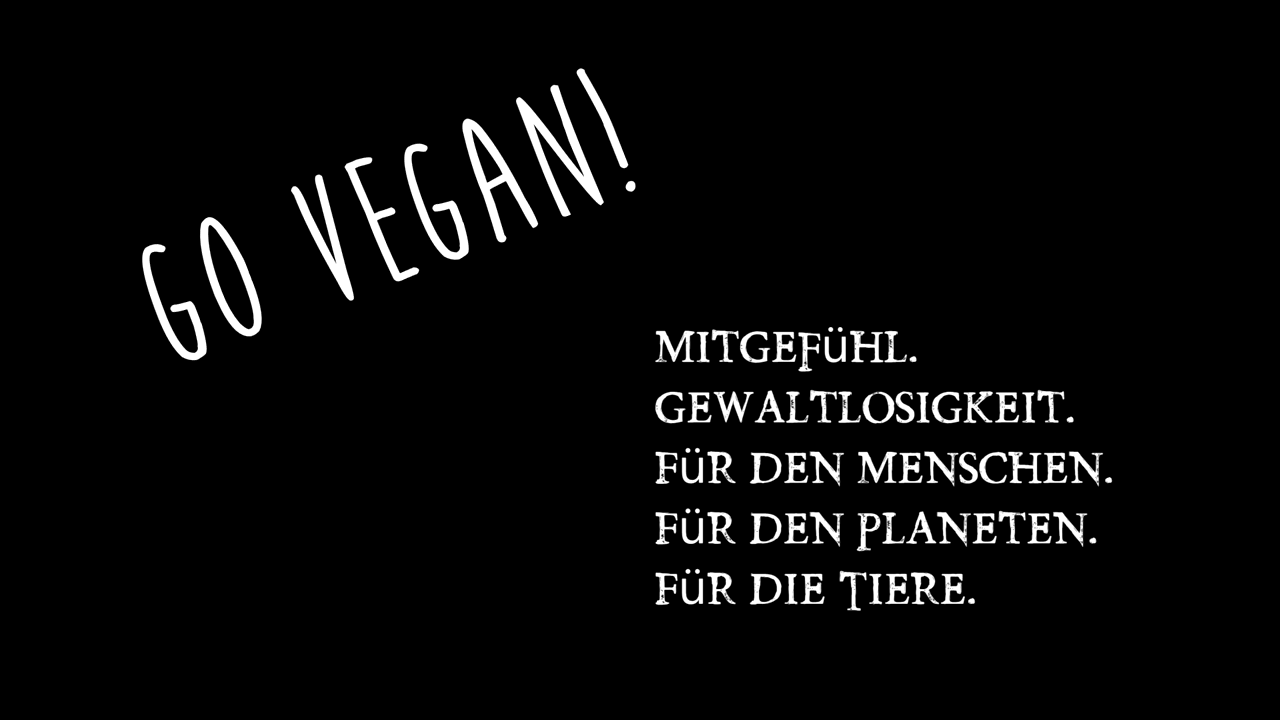 GO VEGAN!
MITGEFÜHL.
GEWALTLOSIGKEIT.
FÜR DEN MENSCHEN.
FÜR DEN PLANETEN.
FÜR DIE TIERE.